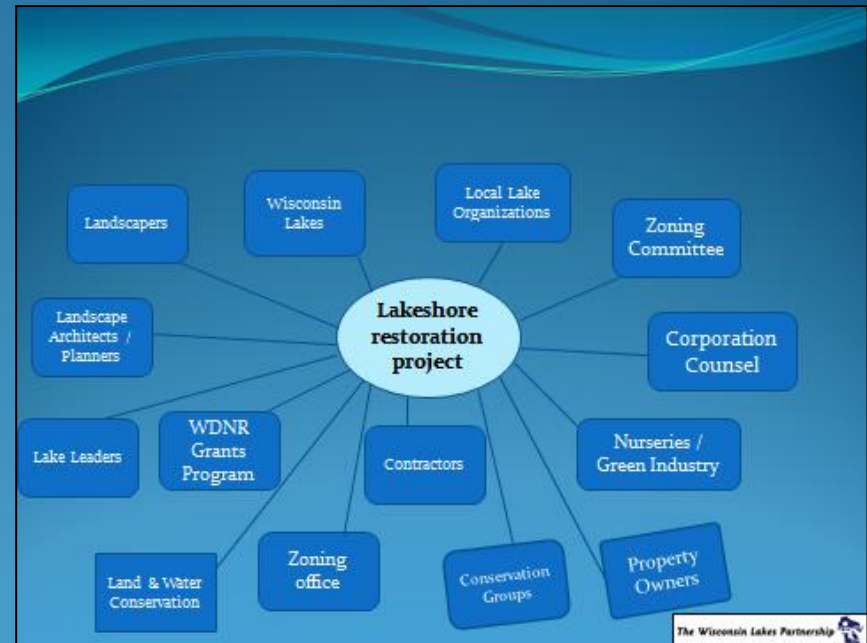 Landscapers
Wisconsin
Lakes
Local Lake
Organizations
Zoning
Committee
Landscape
Architects /
Planners
Lakeshore
restoration
project
Corporation
Counsel
Lake Leaders
WDNR
Grants
Program
Contractors
Nurseries /
Green Industry
Land & Water
Conservation
Zoning
office
Conservation
Groups
Property
Owners
The Wisconsin Lakes Partnership